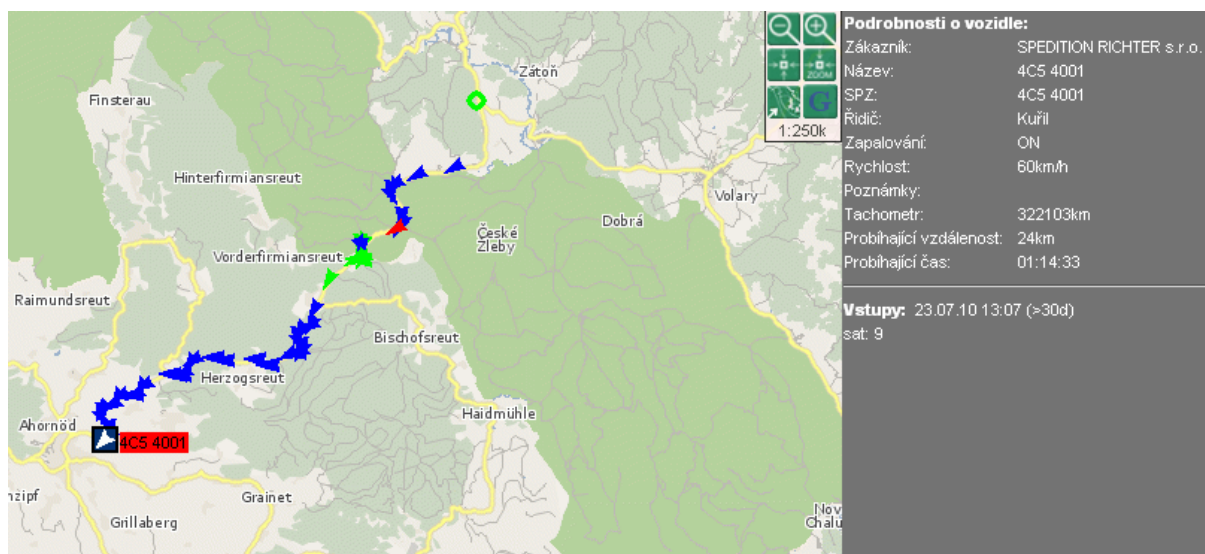 Finsterau
Zátoň
Hinterfirmiansreut
Volary
Dobrá
České
Žleby
Vorderfirmiansreut
Raimundsreut
Bischofsreut
Herzogsreut
Haidmühle
Ahornöd
4C5 4001
Grainet
Grillaberg
nzipf
Nov
Chalu
ZOOM
G
1:250k
Podrobnosti o vozidle:
Zákazník: SPEDITION RICHTER s.r.o.
Název: 4C5 4001
SPZ: 4C5 4001
Řidič: Kuřil
Zapalování: ON
Rychlost: 60km/h
Poznámky:
Tachometr: 322103km
Probíhající vzdálenost: 24km
Probíhající čas: 01:14:33
Vstupy: 23.07.10 13:07 (>30d)
sat: 9